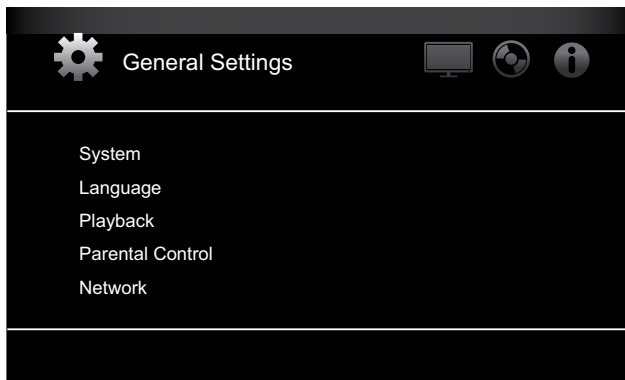 General Settings
System
Language
Playback
Parental Control
Network